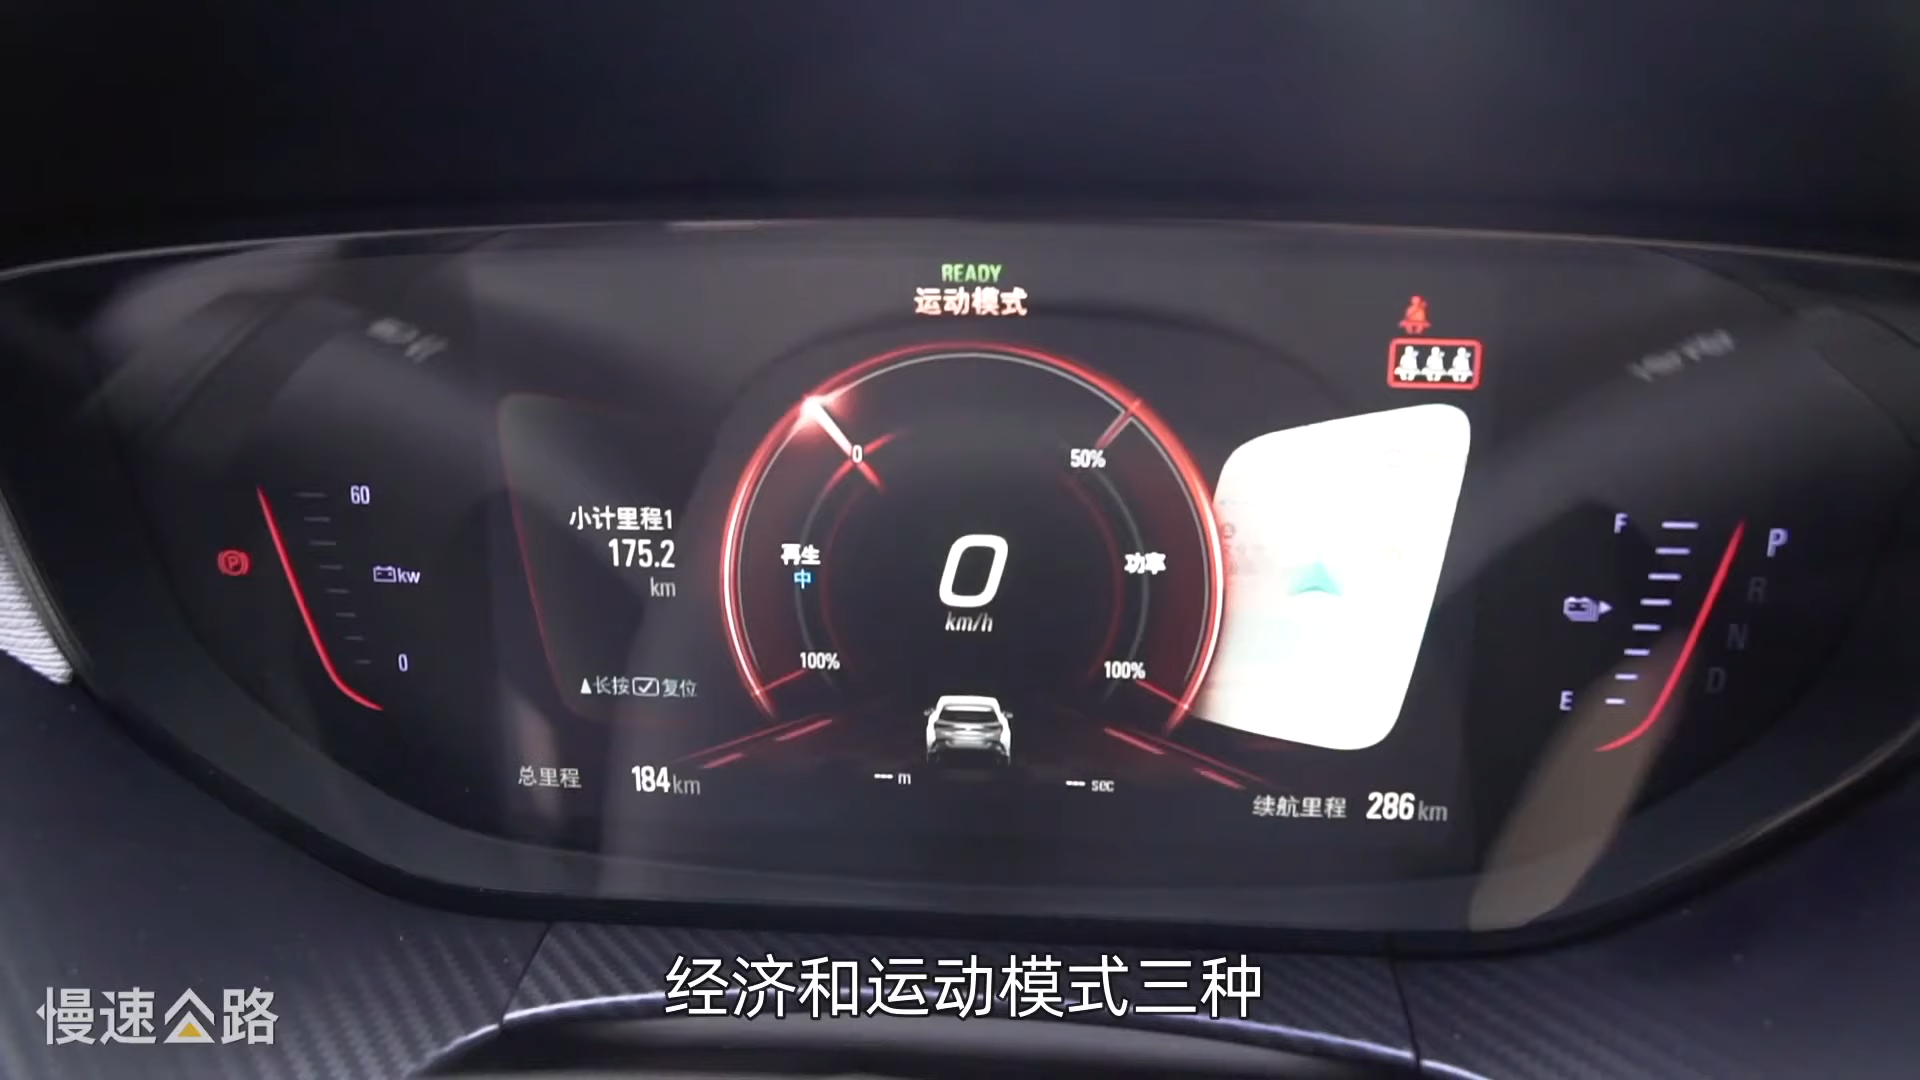 READY
运动模式
60
kw
0
小计里程1
175.2
km
▲长按☑复位
总里程 184km
0
50%
再生
中
功率
0
km/h
100%
100%
--- m
--- sec
F
E
P
R
N
D
续航里程 286km
经济和运动模式三种
慢速公路